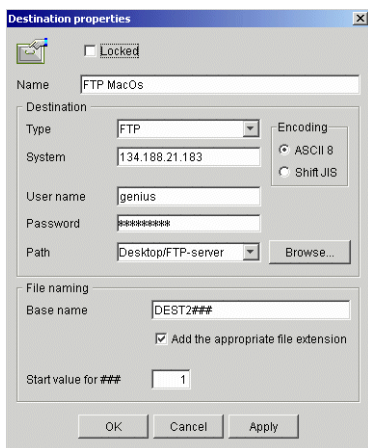 Destination properties
Locked
Name FTP MacOs
Destination
Type FTP
Encoding
System 134.188.21.183
ASCII 8
Shift JIS
User name genius
Password *********
Path Desktop/FTP-server Browse...
File naming
Base name DEST2###
Add the appropriate file extension
Start value for ### 1
OK Cancel Apply